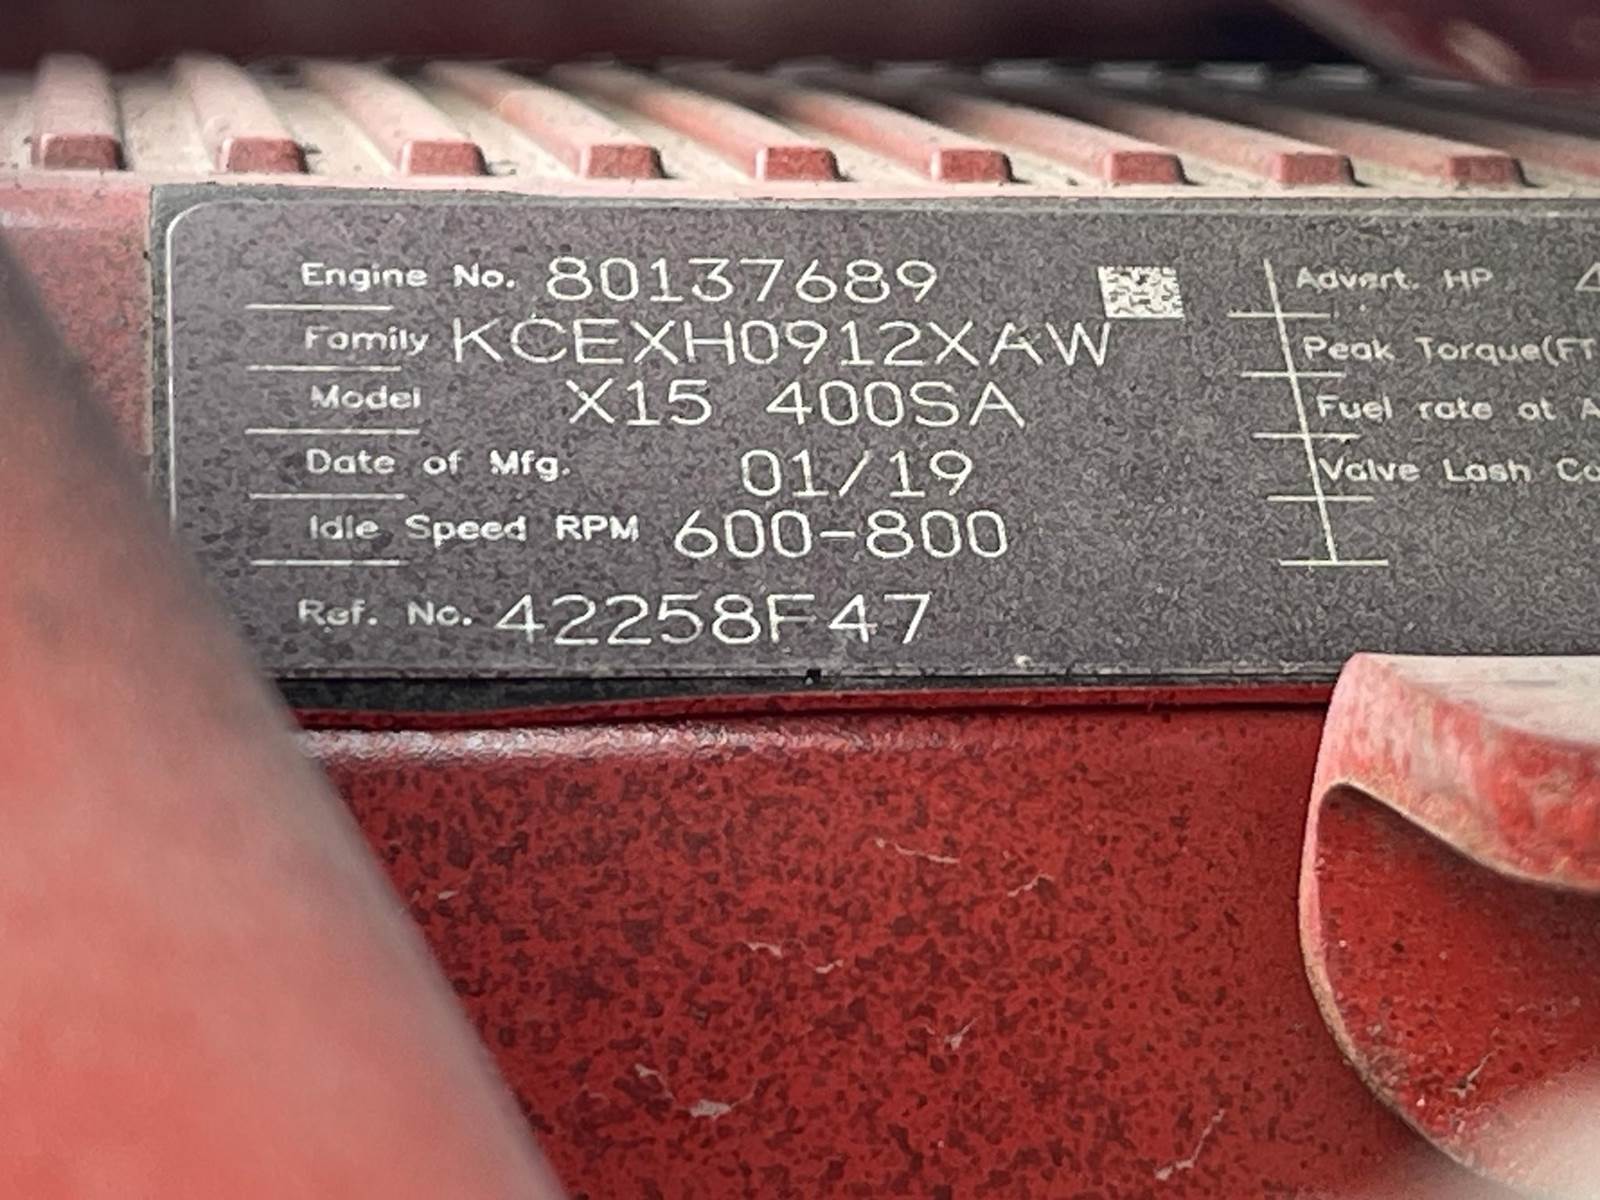 Engine No. 80137689
Family KCEXH0912XAW
Model X15 400SA
Date of Mfg. 01/19
Idle Speed RPM 600-800
Ref. No. 42258F47
Advert. HP
Peak Torque(FT
Fuel rate at A
Valve Lash Co